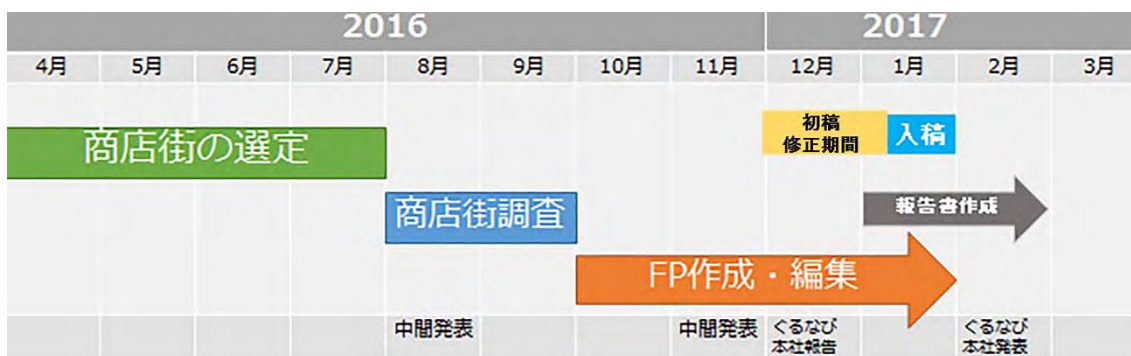 2016 2017
4月 5月 6月 7月 8月 9月 10月 11月 12月 1月 2月 3月
商店街の選定
初稿
修正期間
入稿
商店街調査
報告書作成
FP作成・編集
中間発表
中間発表
ぐるなび
本社報告
ぐるなび
本社発表